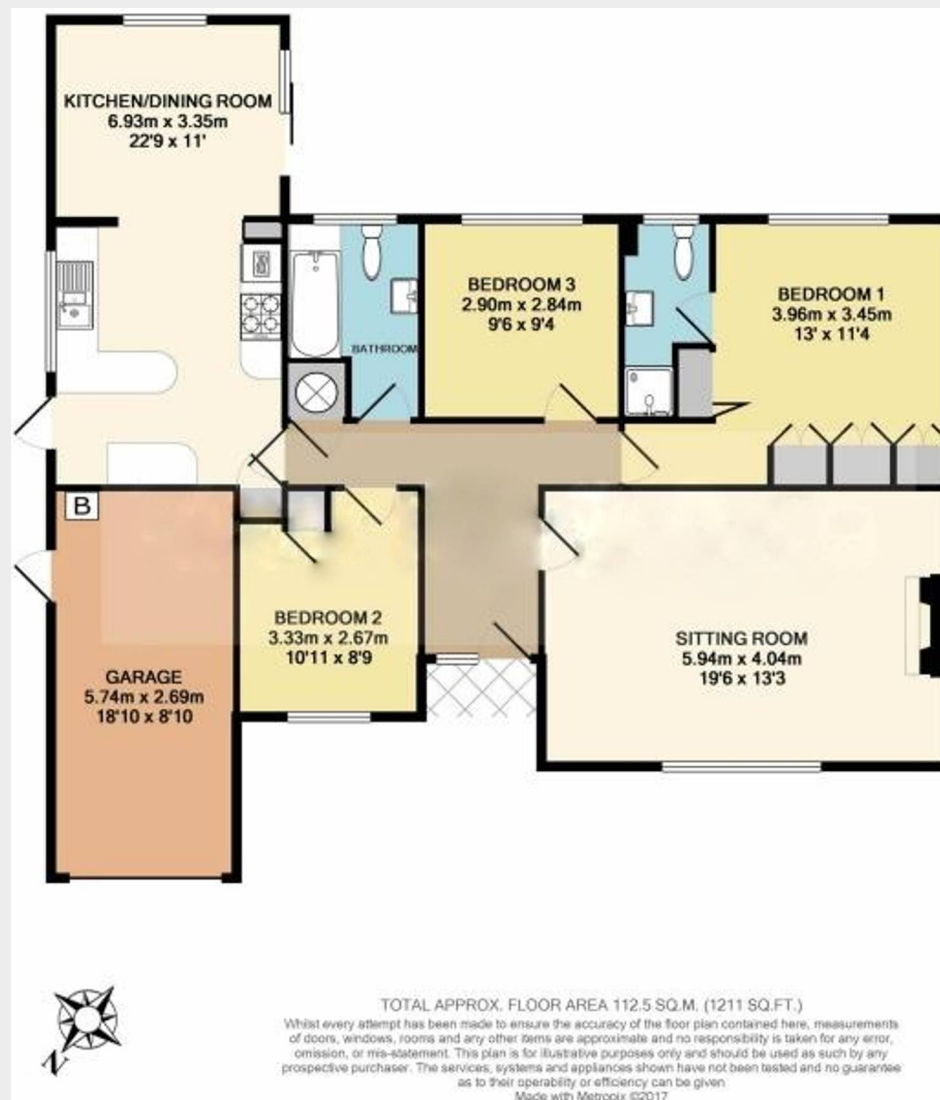 KITCHEN/DINING ROOM
6.93m x 3.35m
22'9 x 11'
BEDROOM 3
2.90m x 2.84m
9'6 x 9'4
BEDROOM 1
3.96m x 3.45m
13' x 11'4
BATHROOM
B
BEDROOM 2
3.33m x 2.67m
10'11 x 8'9
SITTING ROOM
5.94m x 4.04m
19'6 x 13'3
GARAGE
5.74m x 2.69m
18'10 x 8'10
N
TOTAL APPROX. FLOOR AREA 112.5 SQ.M. (1211 SQ.FT.)
Whilst every attempt has been made to ensure the accuracy of the floor plan contained here, measurements
of doors, windows, rooms and any other items are approximate and no responsibility is taken for any error,
omission, or mis-statement. This plan is for illustrative purposes only and should be used as such by any
prospective purchaser. The services, systems and appliances shown have not been tested and no guarantee
as to their operability or efficiency can be given
Made with Metropix ©2017